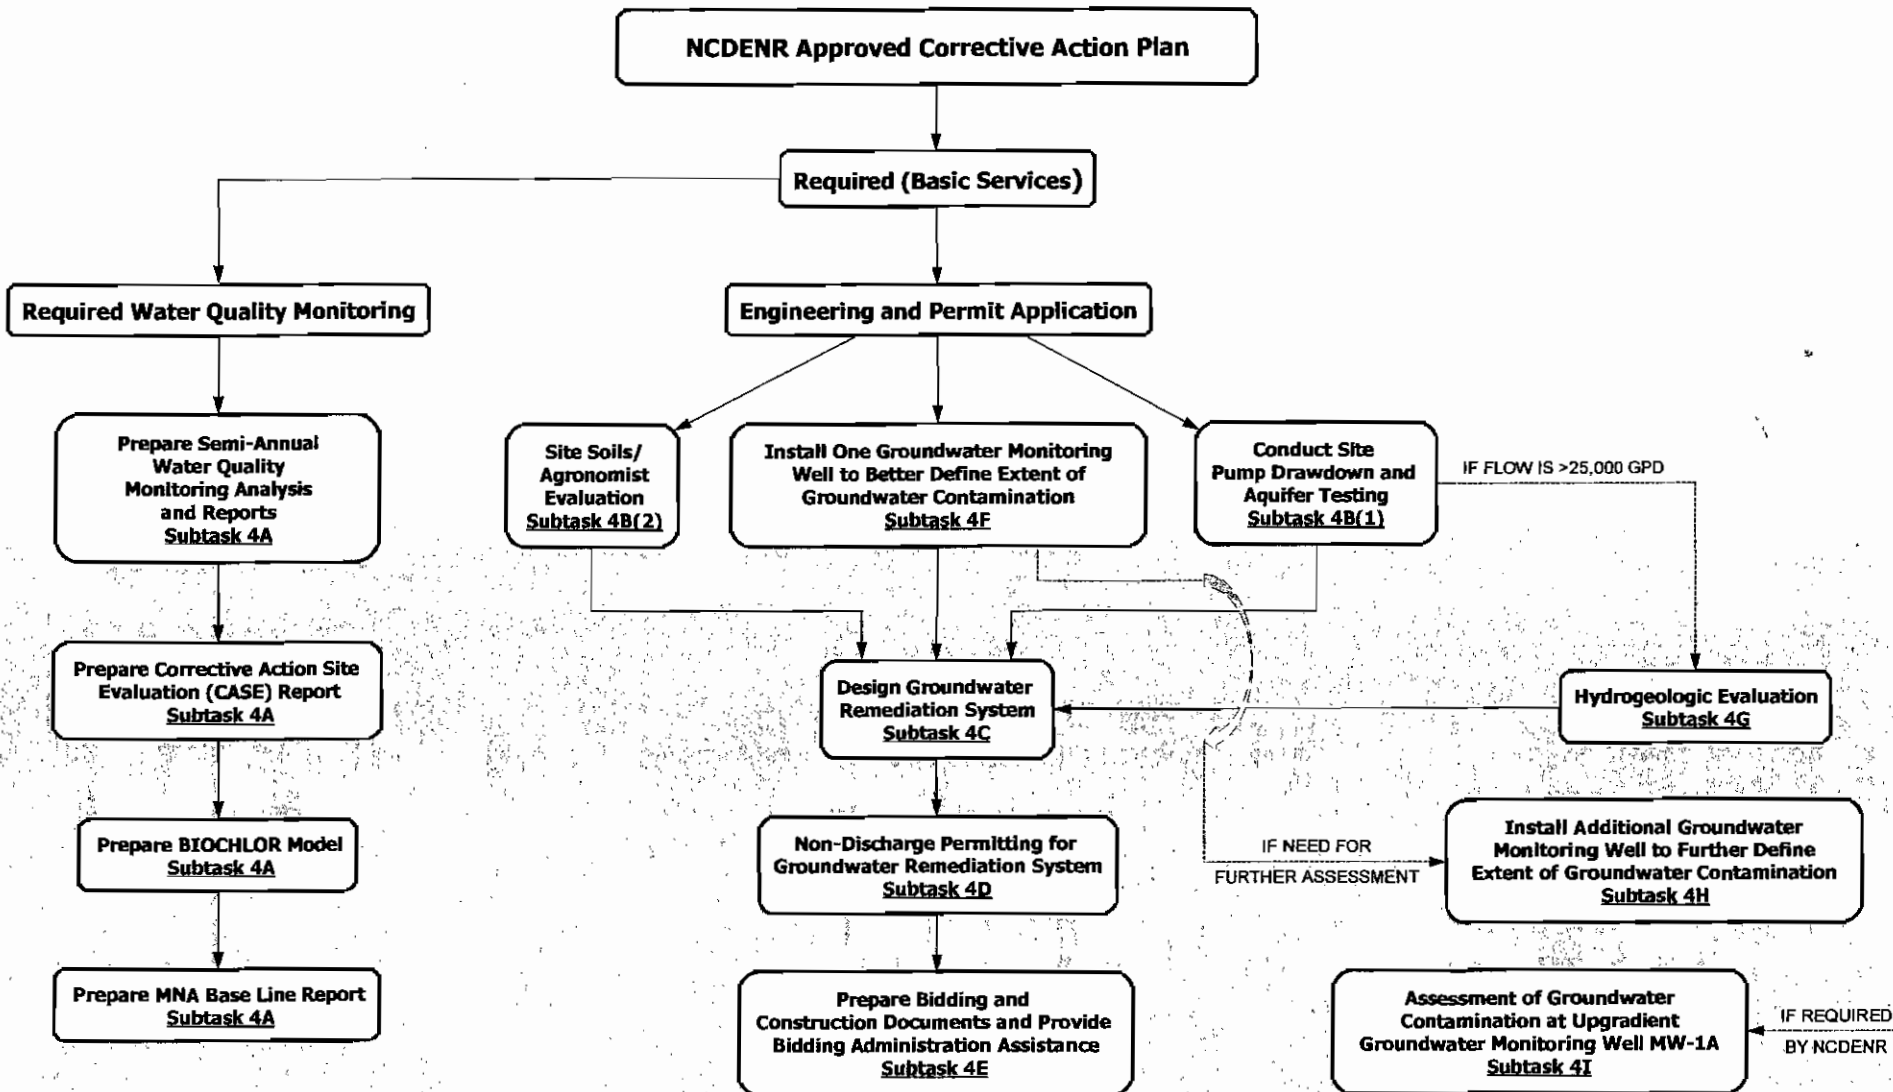 NCDENR Approved Corrective Action Plan
Required (Basic Services)
Required Water Quality Monitoring
Engineering and Permit Application
Prepare Semi-Annual
Water Quality
Monitoring Analysis
and Reports
Subtask 4A
Site Soils/
Agronomist
Evaluation
Subtask 4B(2)
Install One Groundwater Monitoring
Well to Better Define Extent of
Groundwater Contamination
Subtask 4F
Conduct Site
Pump Drawdown and
Aquifer Testing
Subtask 4B(1)
IF FLOW IS >25,000 GPD
Prepare Corrective Action Site
Evaluation (CASE) Report
Subtask 4A
Design Groundwater
Remediation System
Subtask 4C
Hydrogeologic Evaluation
Subtask 4G
Prepare BIOCHLOR Model
Subtask 4A
Non-Discharge Permitting for
Groundwater Remediation System
Subtask 4D
IF NEED FOR
FURTHER ASSESSMENT
Install Additional Groundwater
Monitoring Well to Further Define
Extent of Groundwater Contamination
Subtask 4H
Prepare MNA Base Line Report
Subtask 4A
Prepare Bidding and
Construction Documents and Provide
Bidding Administration Assistance
Subtask 4E
Assessment of Groundwater
Contamination at Upgradient
Groundwater Monitoring Well MW-1A
Subtask 4I
IF REQUIRED
BY NCDENR